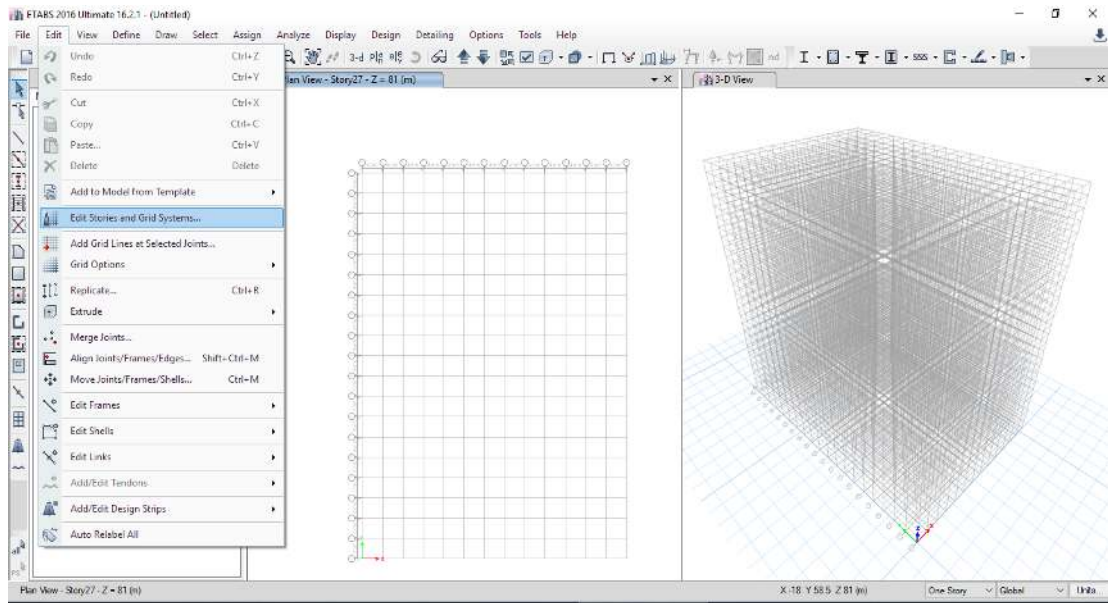 ETABS 2016 Ultimate 16.2.1 - (Untitled)
File Edit View Define Draw Select Assign Analyze Display Design Detailing Options Tools Help
Undo Ctrl+Z
Redo Ctrl+Y
Cut Ctrl+X
Copy Ctrl+C
Paste... Ctrl+V
Delete Delete
Add to Model from Template
Edit Stories and Grid Systems...
Add Grid Lines at Selected Joints...
Grid Options
Replicate... Ctrl+R
Extrude
Merge Joints...
Align Joints/Frames/Edges... Shift+Ctrl+M
Move Joints/Frames/Shells... Ctrl+M
Edit Frames
Edit Shells
Edit Links
Add/Edit Tendons
Add/Edit Design Strips
Auto Relabel All
3-d
lan View - Story27 - Z = 81 (m)
3-D View
Plan View - Story27 - Z = 81 (m)
X -18 Y 58.5 Z 81 (m)
One Story
Global
Units